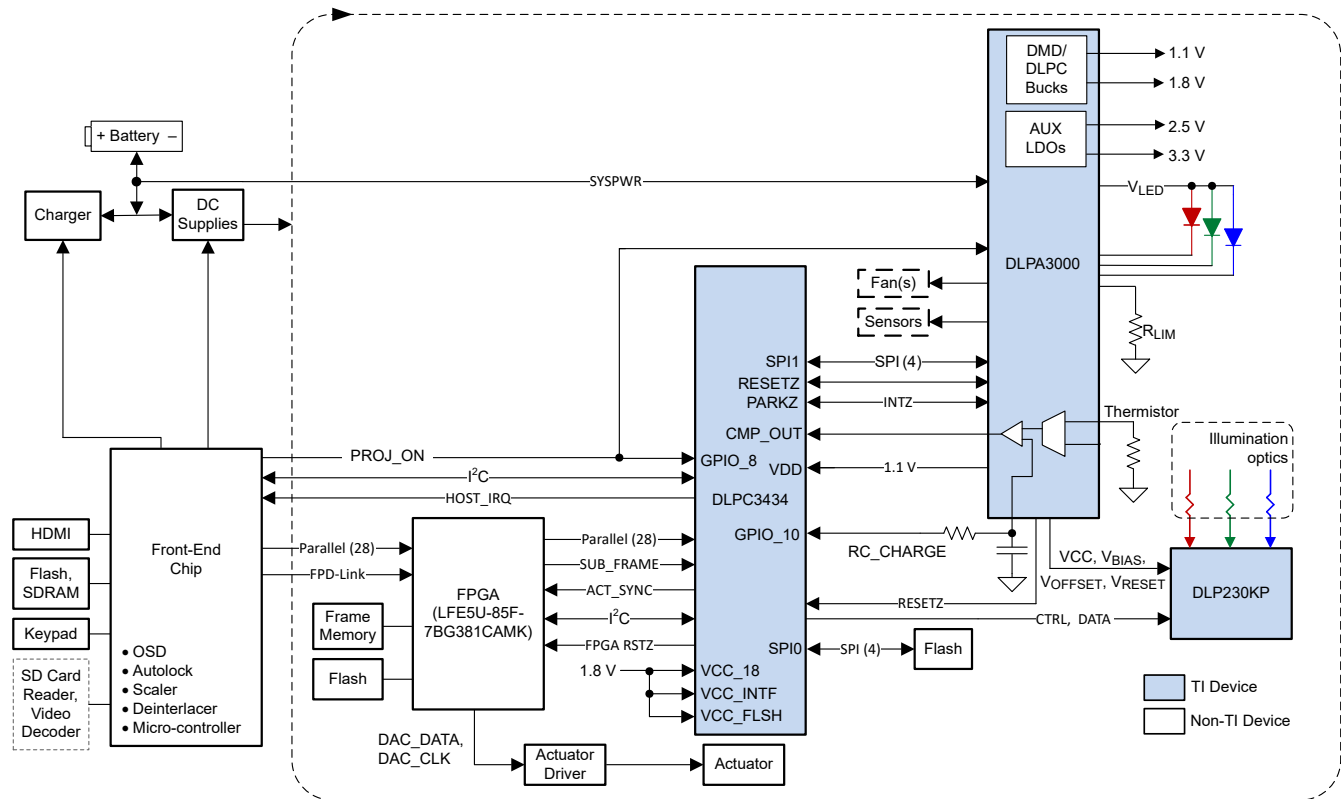 DMD/
DLPC
Bucks
1.1 V
1.8 V
AUX
LDOs
2.5 V
3.3 V
+ Battery –
SYSPWR
VLED
Charger
DC
Supplies
DLPA3000
Fan(s)
Sensors
RLIM
SPI1
SPI (4)
RESETZ
PARKZ
INTZ
Thermistor
CMP_OUT
Illumination
optics
PROJ_ON
GPIO_8
VDD
1.1 V
I2C
HOST_IRQ
DLPC3434
HDMI
Flash,
SDRAM
Keypad
SD Card
Reader,
Video
Decoder
Front-End
Chip
• OSD
• Autolock
• Scaler
• Deinterlacer
• Micro-controller
Parallel (28)
FPD-Link
Frame
Memory
Flash
FPGA
(LFE5U-85F-
7BG381CAMK)
Parallel (28)
SUB_FRAME
ACT_SYNC
I2C
FPGA RSTZ
GPIO_10
RC_CHARGE
VCC, VBIAS,
VOFFSET, VRESET
DLP230KP
RESETZ
CTRL, DATA
SPI0
SPI (4)
Flash
1.8 V
VCC_18
VCC_INTF
VCC_FLSH
TI Device
Non-TI Device
DAC_DATA,
DAC_CLK
Actuator
Driver
Actuator